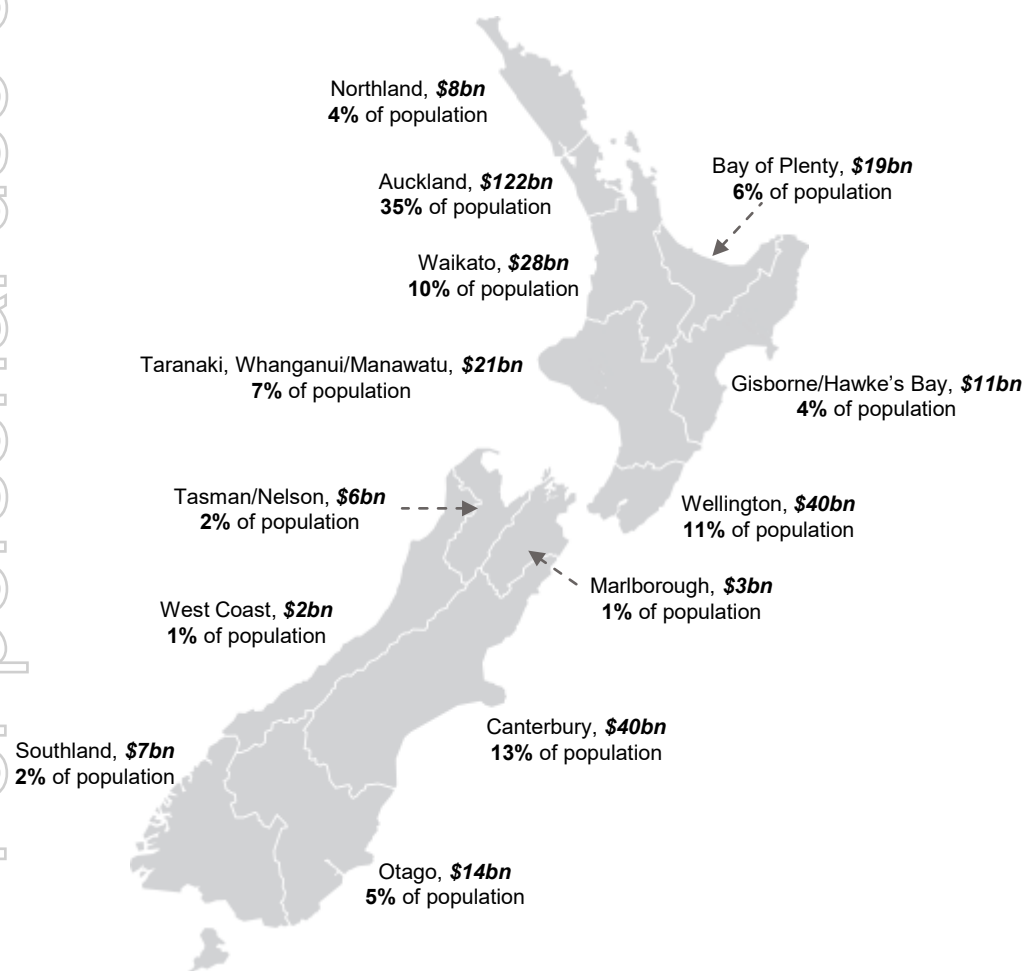 Northland, $8bn
4% of population
Auckland, $122bn
35% of population
Bay of Plenty, $19bn
6% of population
Waikato, $28bn
10% of population
Taranaki, Whanganui/Manawatu, $21bn
7% of population
Gisborne/Hawke's Bay, $11bn
4% of population
Tasman/Nelson, $6bn
2% of population
Wellington, $40bn
11% of population
Marlborough, $3bn
1% of population
West Coast, $2bn
1% of population
Canterbury, $40bn
13% of population
Southland, $7bn
2% of population
Otago, $14bn
5% of population